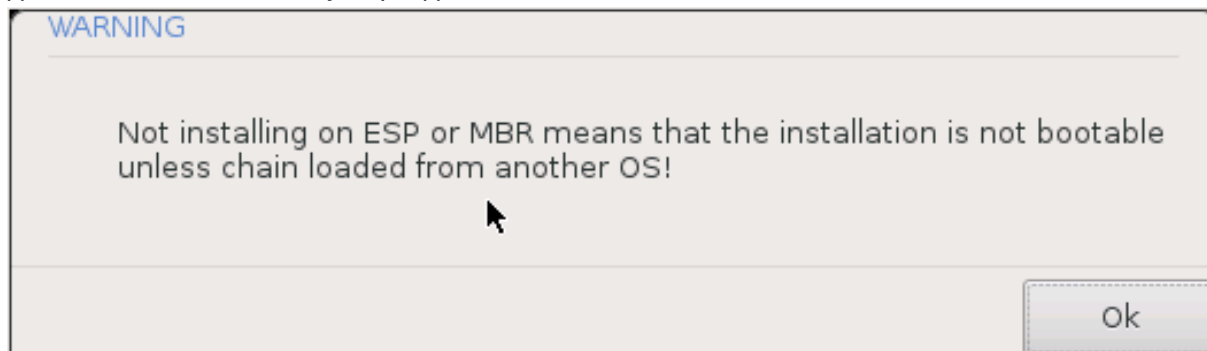 WARNING
Not installing on ESP or MBR means that the installation is not bootable
unless chain loaded from another OS!
Ok